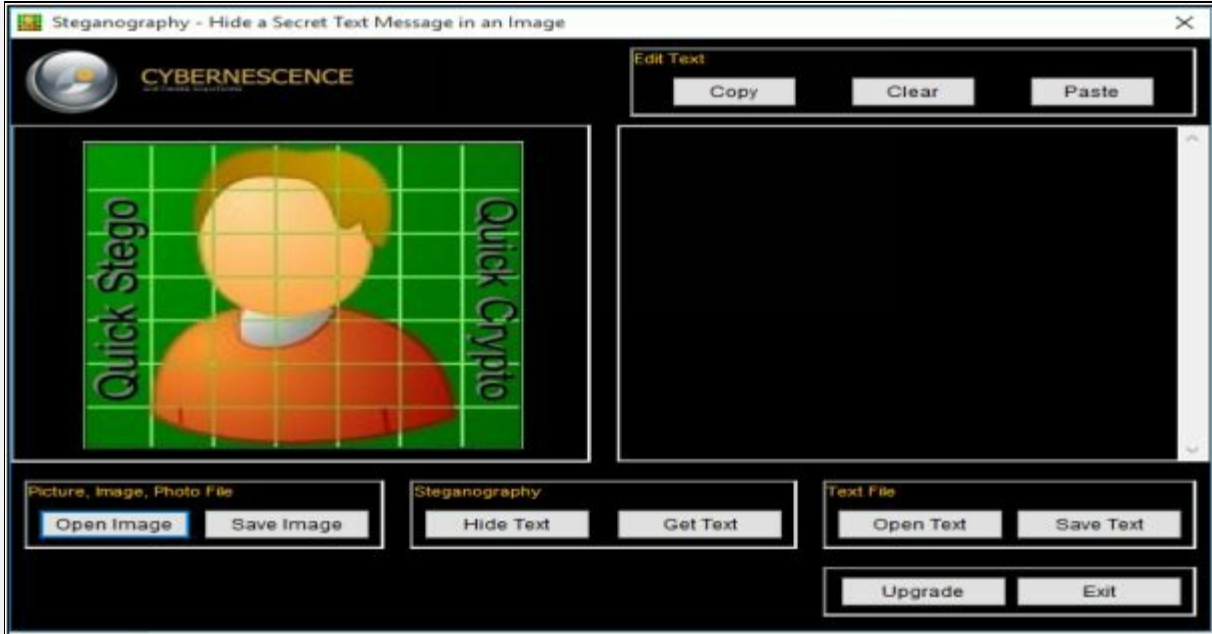 Steganography - Hide a Secret Text Message in an Image
CYBERNESCENCE
SOFTWARE SOLUTIONS
Edit Text
Copy Clear Paste
Quick Stego
Quick Crypto
Picture, Image, Photo File
Open Image Save Image
Steganography
Hide Text Get Text
Text File
Open Text Save Text
Upgrade Exit